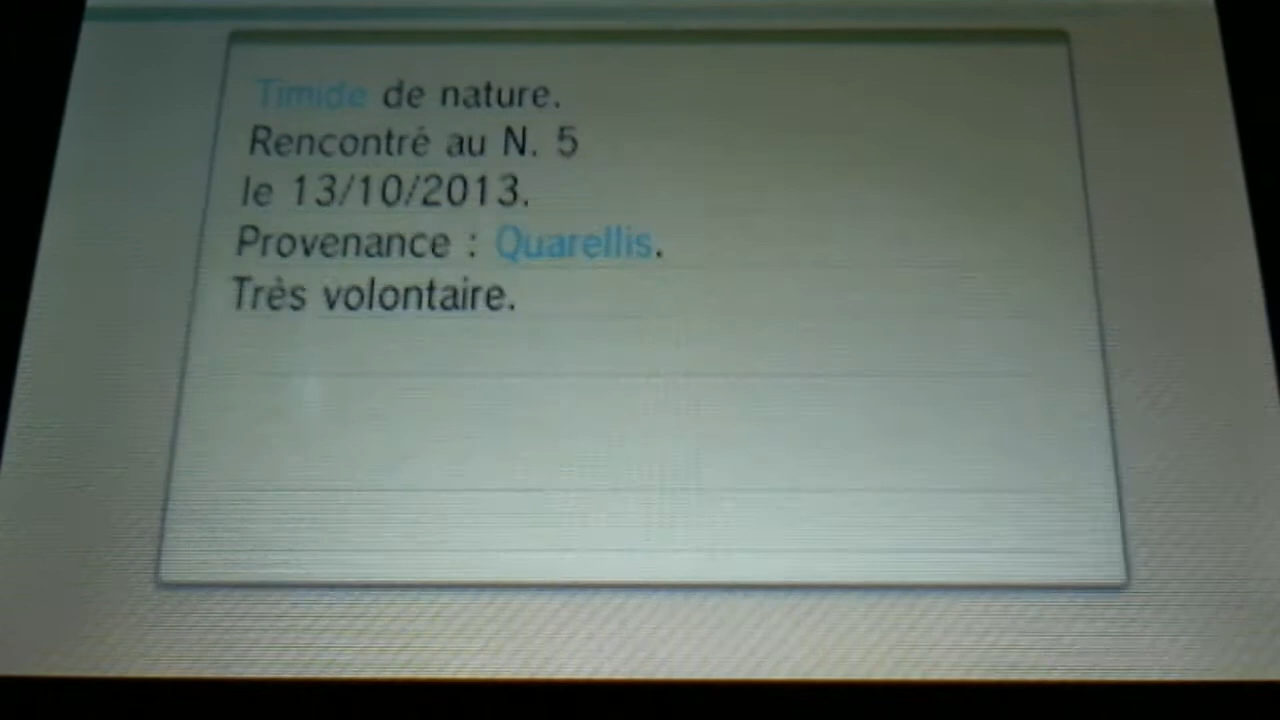 Timide de nature.
Rencontré au N. 5
le 13/10/2013.
Provenance : Quarellis.
Très volontaire.